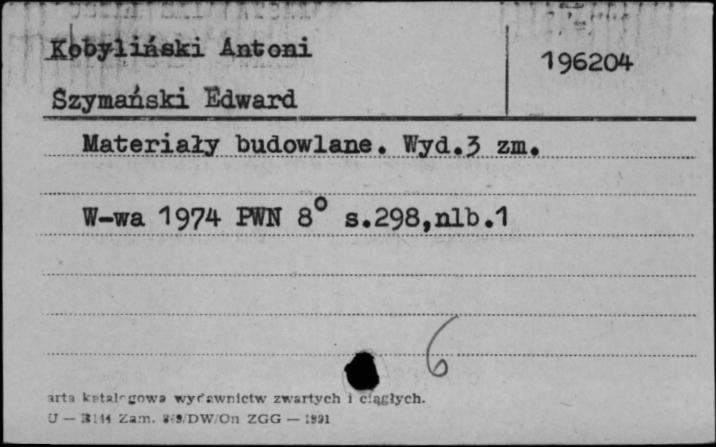 Kobyliński Antoni
196204
Szymański Edward
Materiały budowlane. Wyd.3 zm.
W-wa 1974 PWN 8° s.298,nlb.1
6
arta katalogowa wydawnictw zwartych i ciągłych.
Zam. DW/On ZGG — 1991